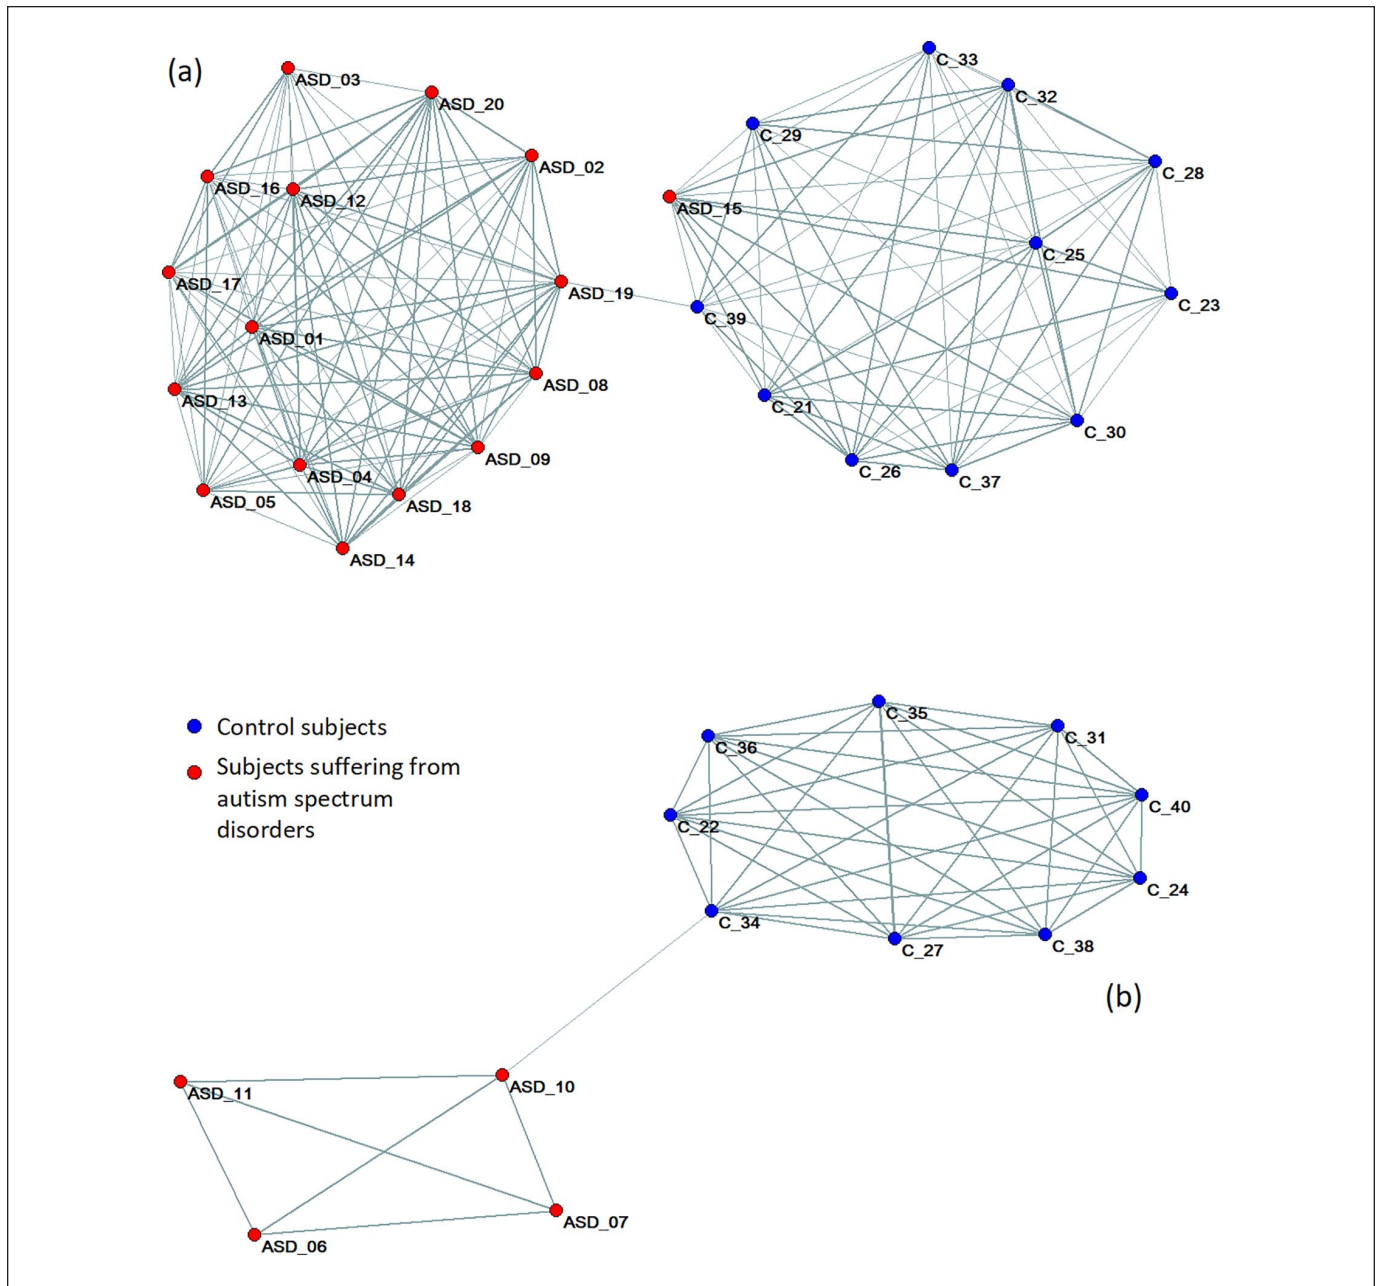 (a)
ASD_03
ASD_20
ASD_02
ASD_16
ASD_12
ASD_17
ASD_19
ASD_01
ASD_08
ASD_13
ASD_09
ASD_04
ASD_05
ASD_18
ASD_14
C_33
C_32
C_29
C_28
ASD_15
C_25
C_23
C_39
C_21
C_30
C_26
C_37
Control subjects
Subjects suffering from
autism spectrum
disorders
C_35
C_31
C_36
C_40
C_22
C_24
C_34
C_27
C_38
(b)
ASD_11
ASD_10
ASD_07
ASD_06